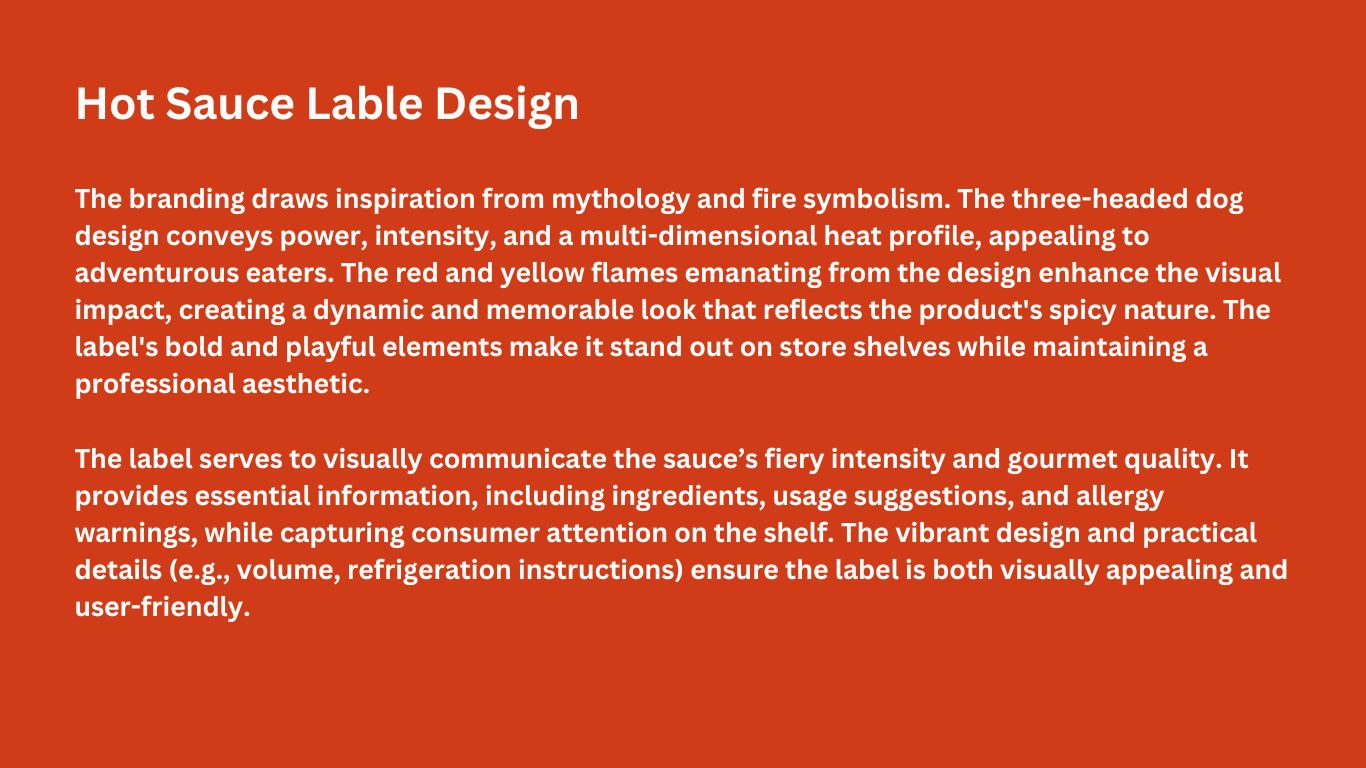 Hot Sauce Lable Design
The branding draws inspiration from mythology and fire symbolism. The three-headed dog
design conveys power, intensity, and a multi-dimensional heat profile, appealing to
adventurous eaters. The red and yellow flames emanating from the design enhance the visual
impact, creating a dynamic and memorable look that reflects the product's spicy nature. The
label's bold and playful elements make it stand out on store shelves while maintaining a
professional aesthetic.
The label serves to visually communicate the sauce’s fiery intensity and gourmet quality. It
provides essential information, including ingredients, usage suggestions, and allergy
warnings, while capturing consumer attention on the shelf. The vibrant design and practical
details (e.g., volume, refrigeration instructions) ensure the label is both visually appealing and
user-friendly.